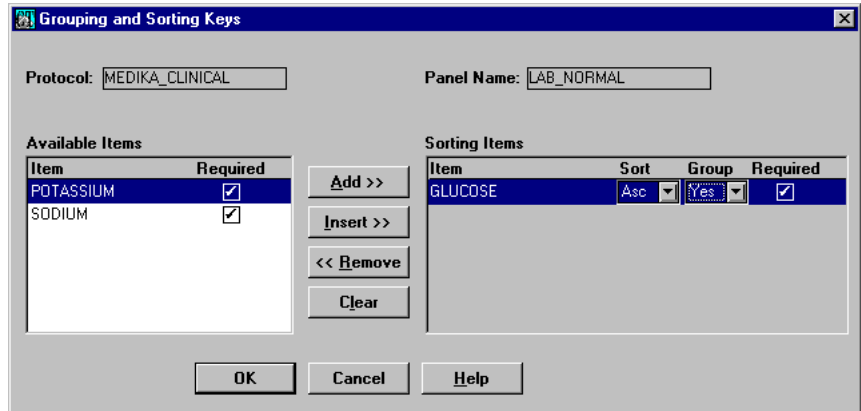 Grouping and Sorting Keys
Protocol: MEDIKA_CLINICAL Panel Name: LAB_NORMAL
Available Items Sorting Items
Item Required Item Sort Group Required
POTASSIUM GLUCOSE Asc Yes
SODIUM
Add >>
Insert >>
<< Remove
Clear
OK Cancel Help